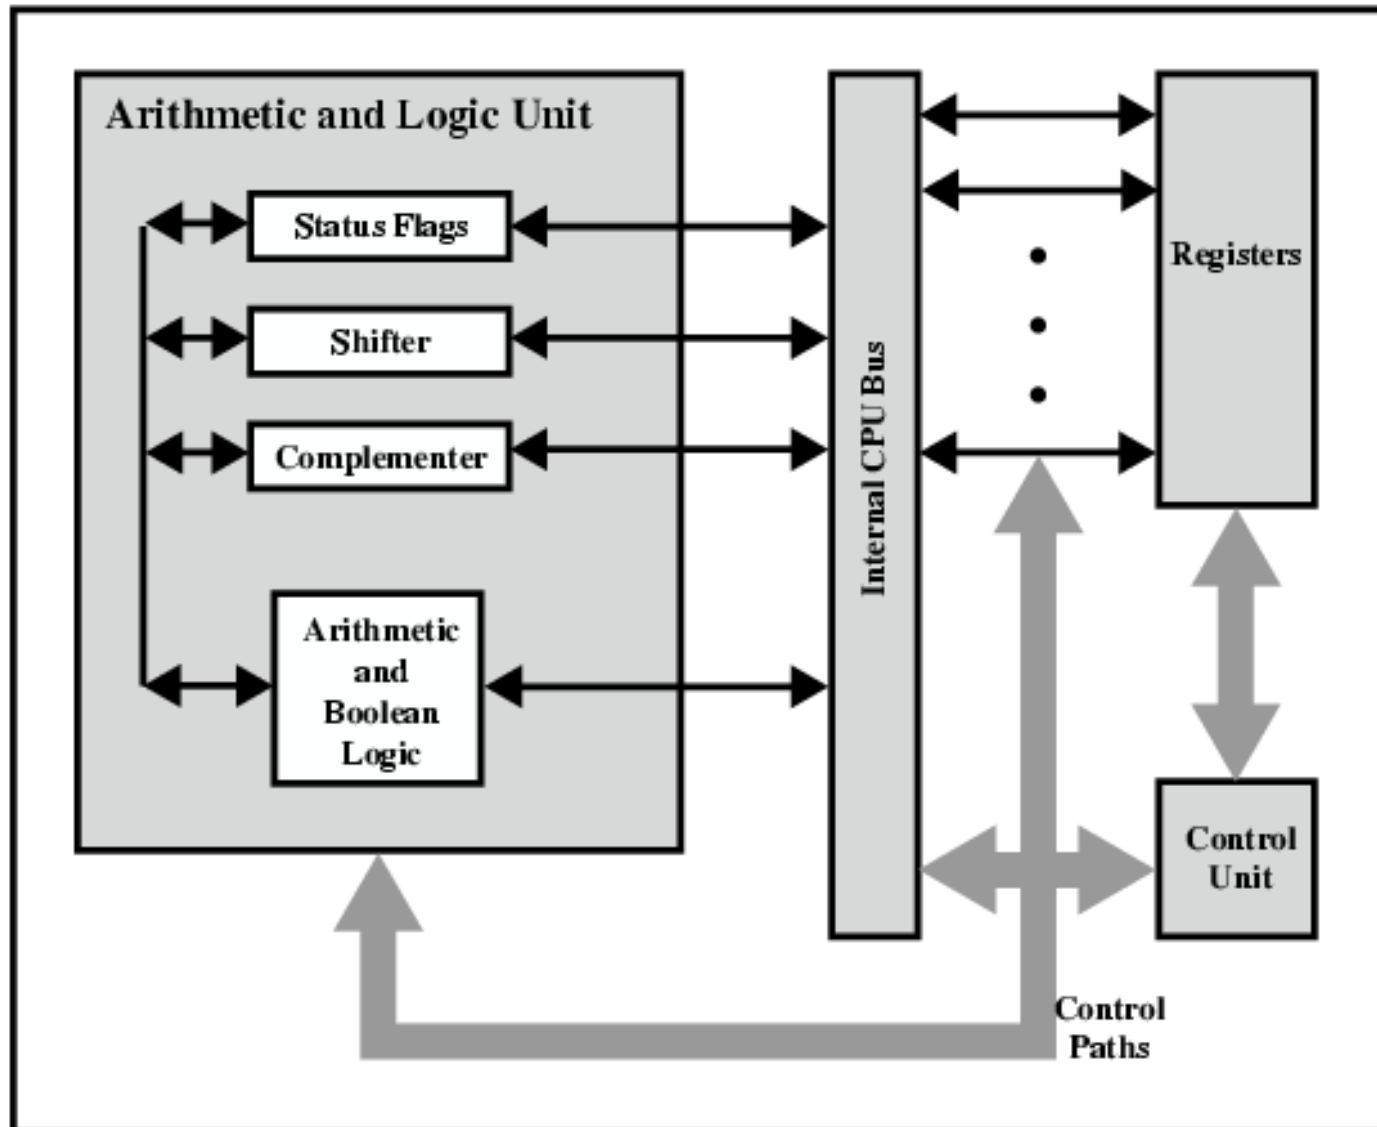 Arithmetic and Logic Unit
Status Flags
Shifter
Complementer
Arithmetic
and
Boolean
Logic
Internal CPU Bus
Registers
Control
Unit
Control
Paths